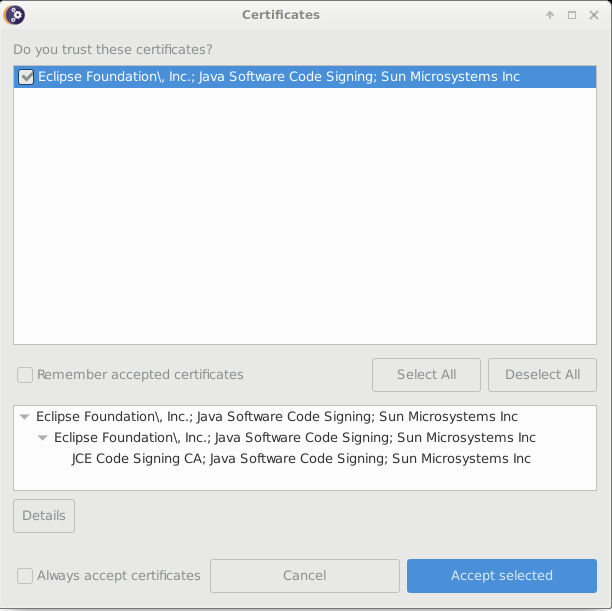 Certificates
Do you trust these certificates?
Eclipse Foundation\, Inc.; Java Software Code Signing; Sun Microsystems Inc
Remember accepted certificates
Select All
Deselect All
Eclipse Foundation\, Inc.; Java Software Code Signing; Sun Microsystems Inc
Eclipse Foundation\, Inc.; Java Software Code Signing; Sun Microsystems Inc
JCE Code Signing CA; Java Software Code Signing; Sun Microsystems Inc
Details
Always accept certificates
Cancel
Accept selected